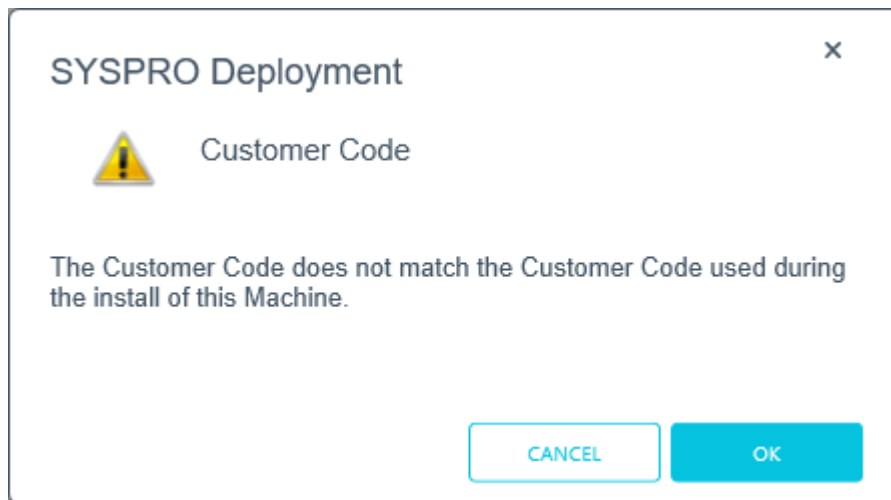 SYSPRO Deployment
Customer Code
The Customer Code does not match the Customer Code used during
the install of this Machine.
CANCEL
OK